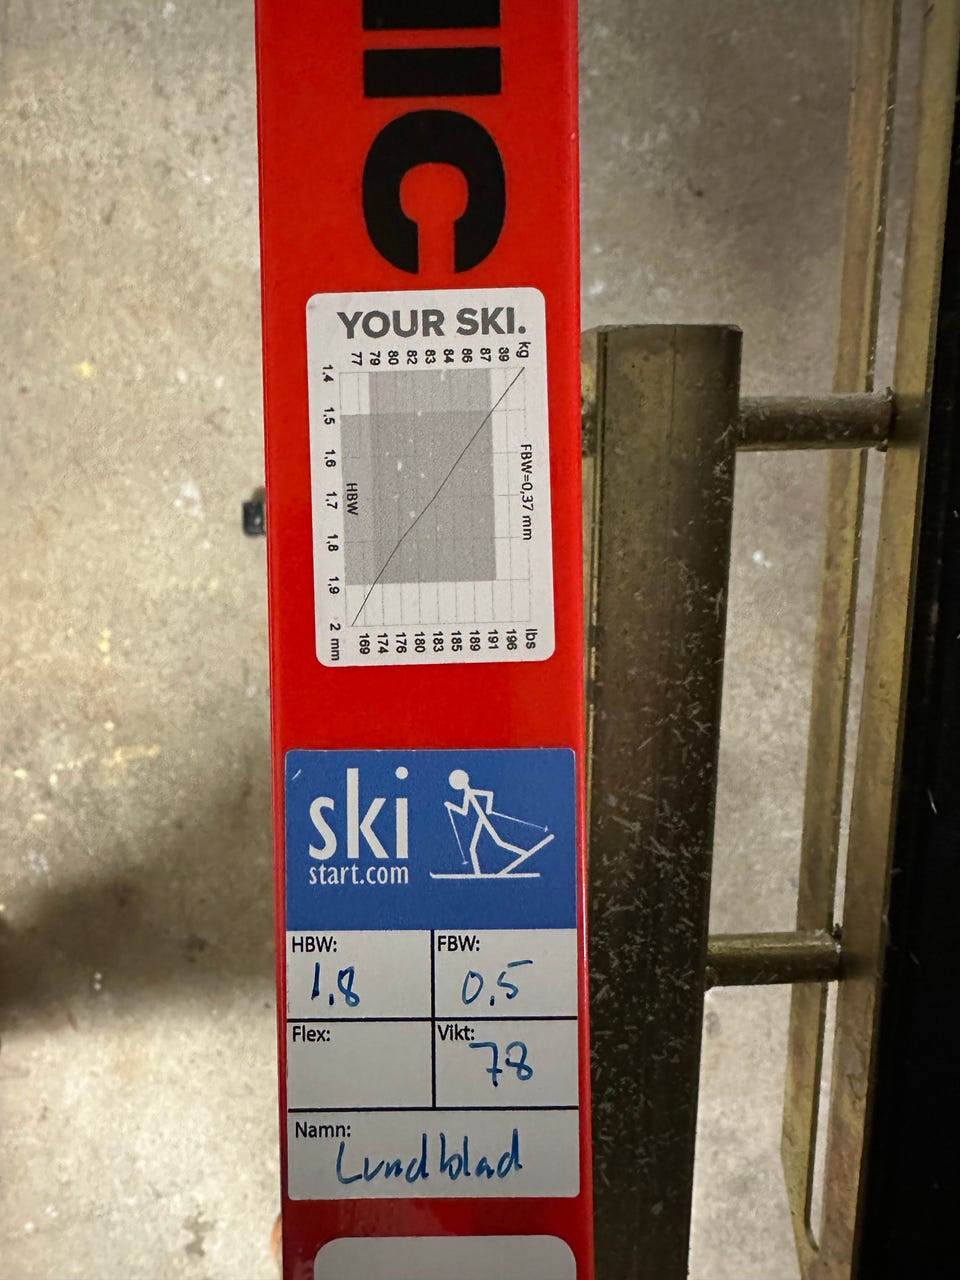 IC
YOUR SKI.
kg
77 79 80 82 83 84 86 87 89
1.4
1,5
1,6
1,7
1,8
1,9
2 mm
HBW
FBW=0,37 mm
169 174 176 180 183 185 189 191 196 lbs
ski
start.com
HBW: FBW:
1,8 0,5
Flex: Vikt:
78
Namn:
Lundblad